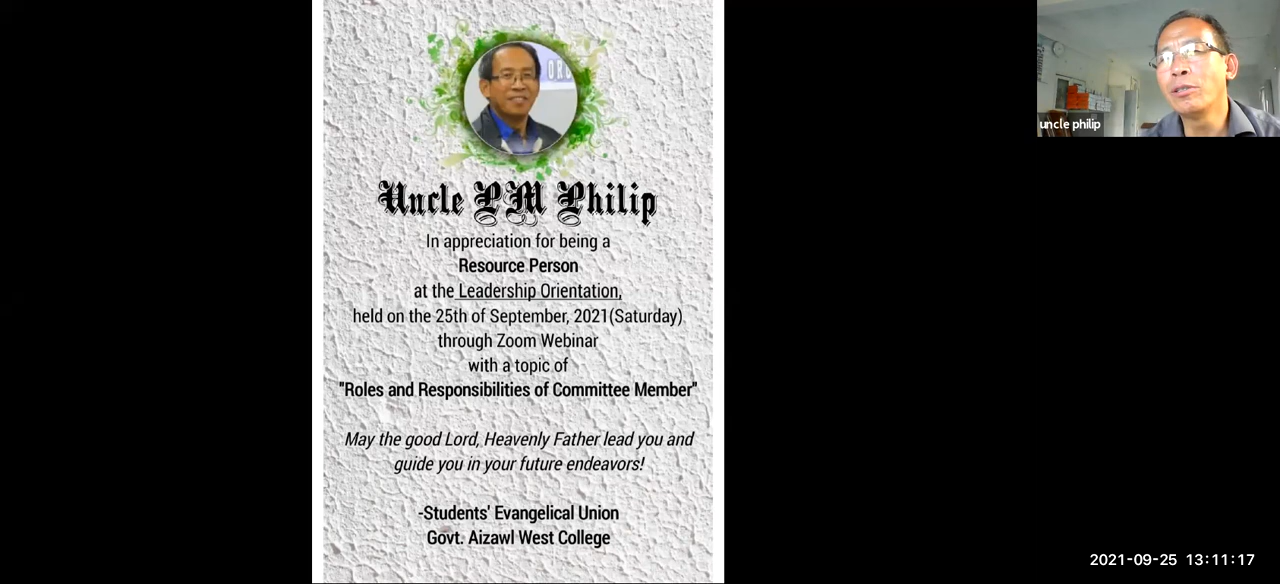 Uncle PM Philip
In appreciation for being a
Resource Person
at the Leadership Orientation,
held on the 25th of September, 2021(Saturday)
through Zoom Webinar
with a topic of
"Roles and Responsibilities of Committee Member"
May the good Lord, Heavenly Father lead you and
guide you in your future endeavors!
-Students' Evangelical Union
Govt. Aizawl West College
uncle philip
2021-09-25 13:11:17